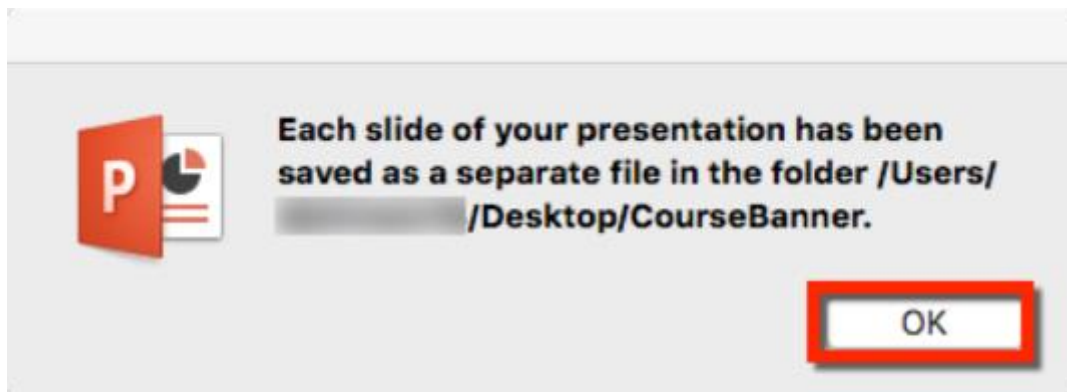 Each slide of your presentation has been
saved as a separate file in the folder /Users/
/Desktop/CourseBanner.
OK
P